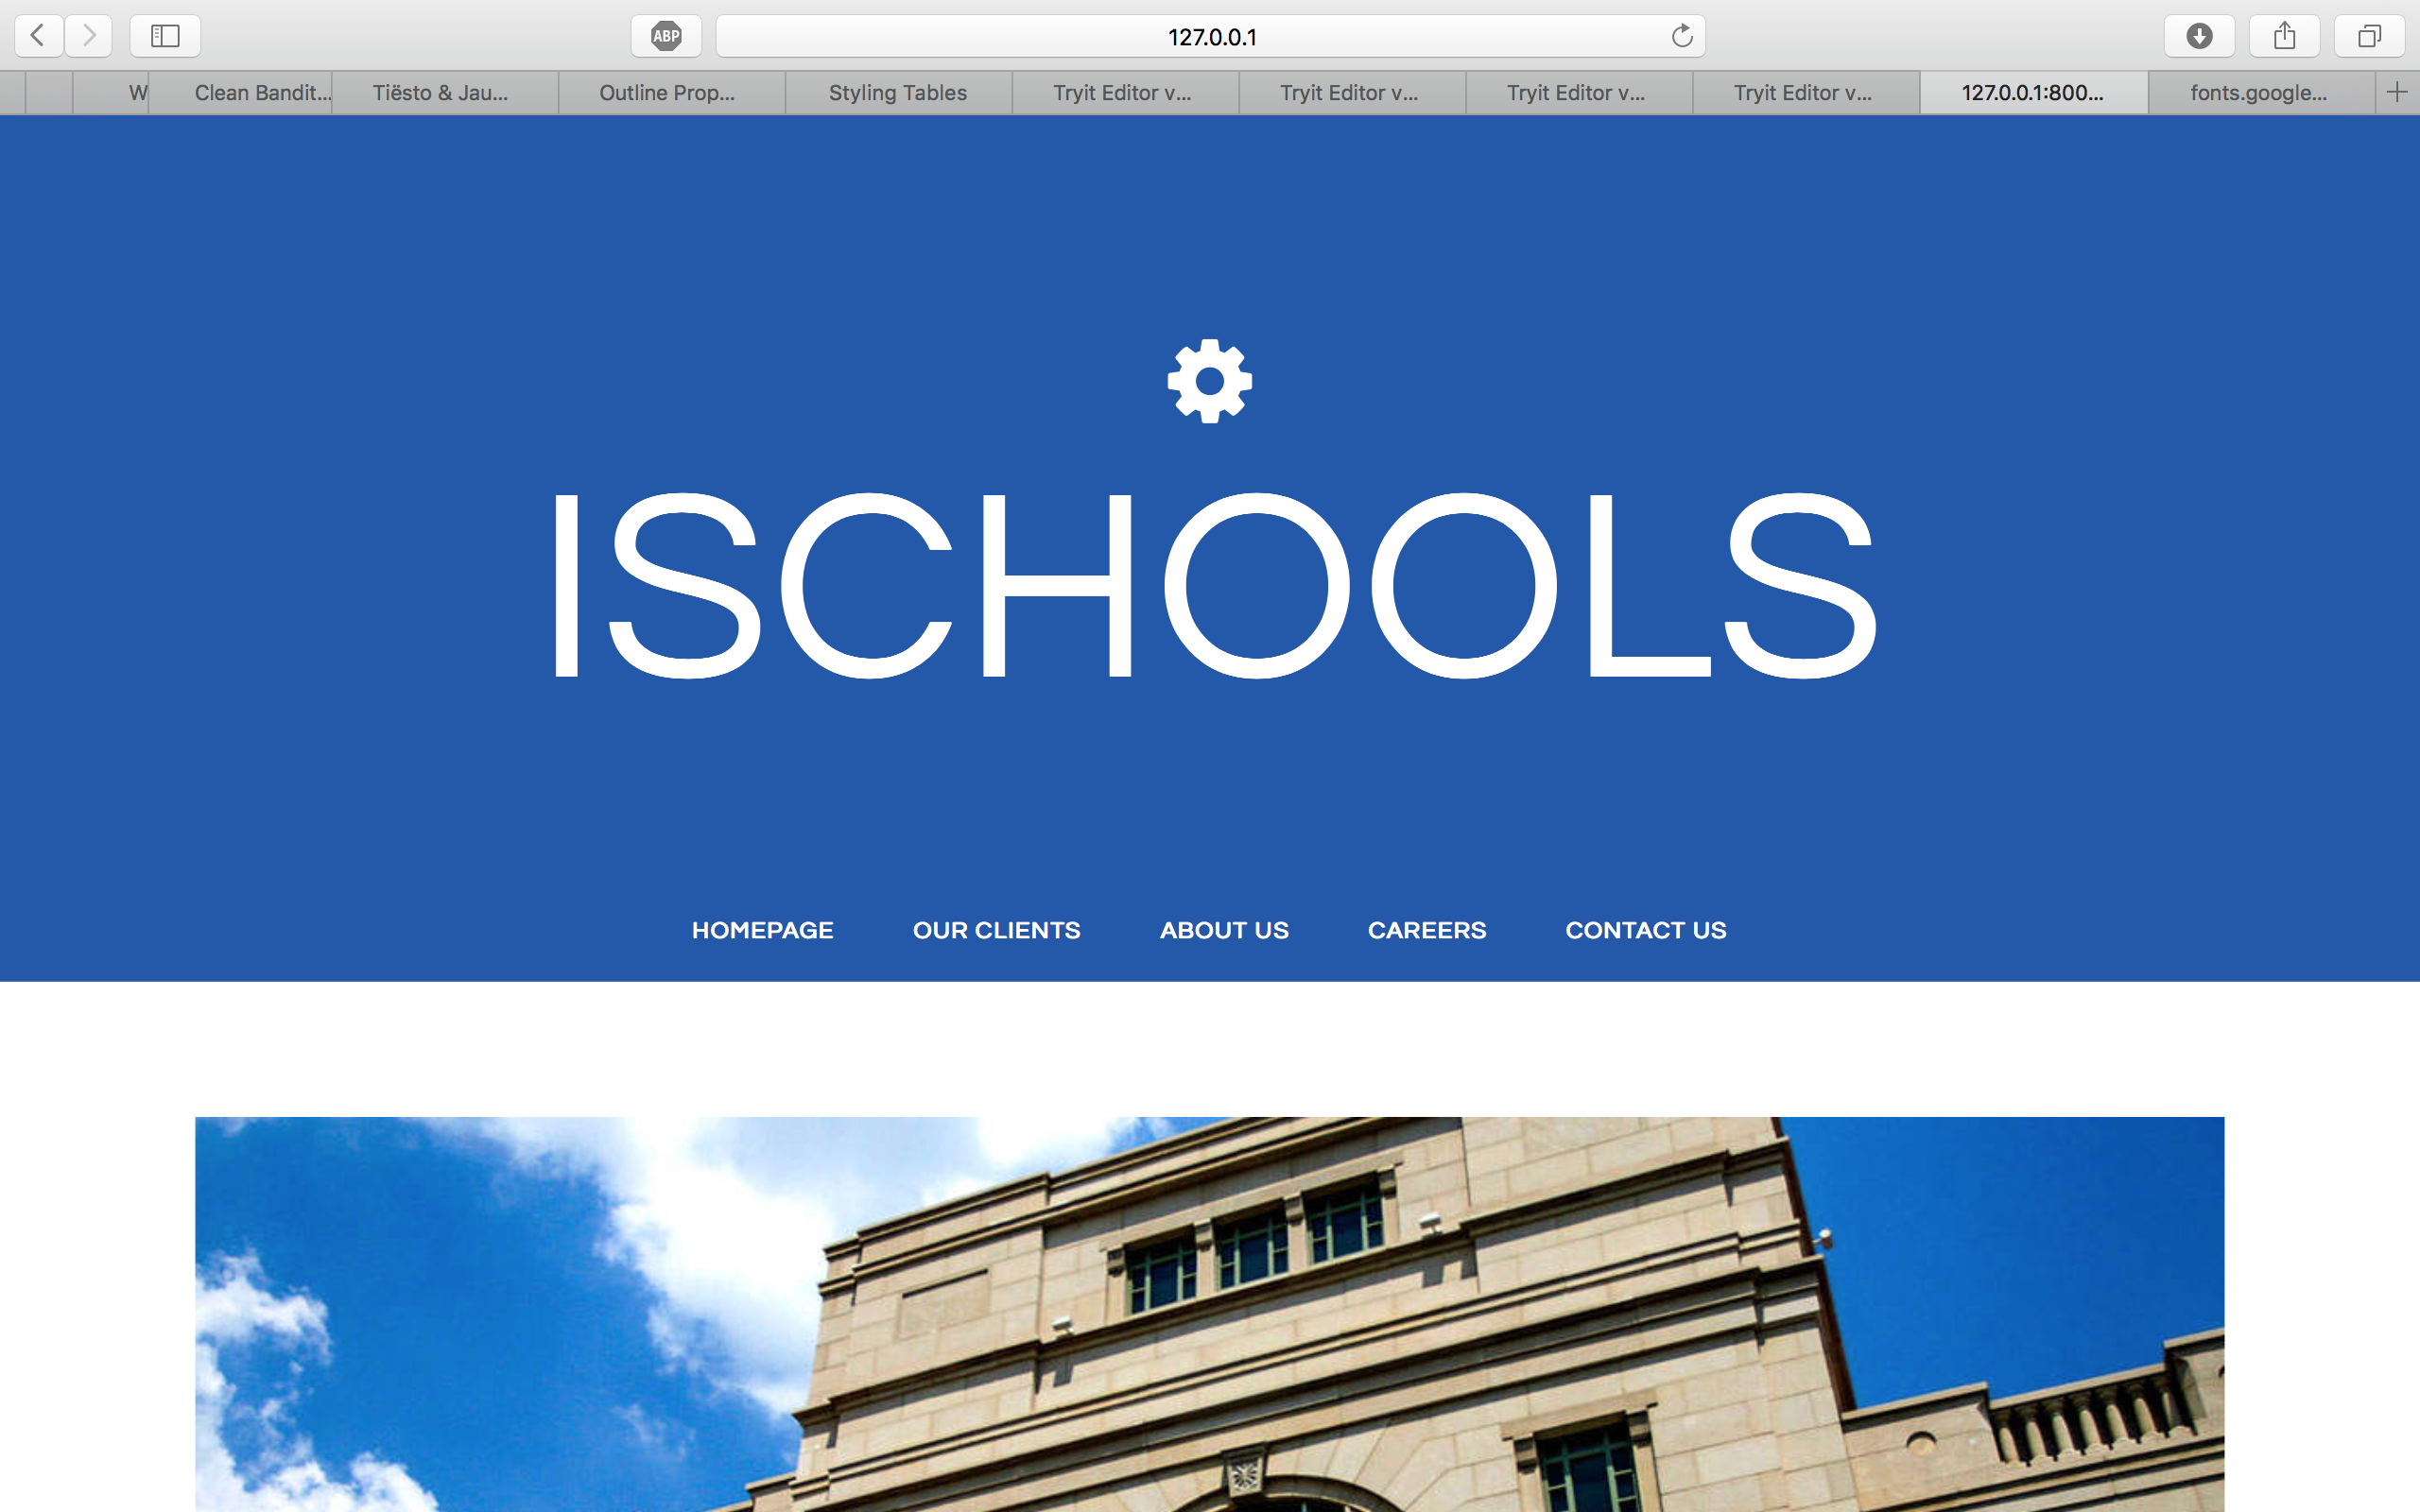 ABP
127.0.0.1
W
Clean Bandit...
Tiësto & Jau...
Outline Prop...
Styling Tables
Tryit Editor v...
Tryit Editor v...
Tryit Editor v...
Tryit Editor v...
127.0.0.1:800...
fonts.google...
ISCHOOLS
HOMEPAGE
OUR CLIENTS
ABOUT US
CAREERS
CONTACT US